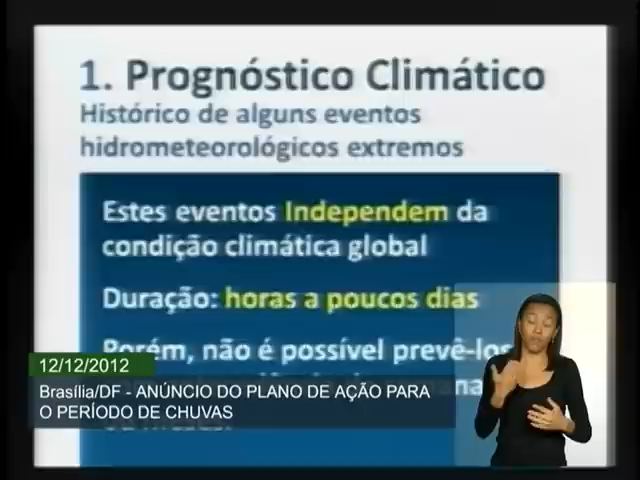 1. Prognóstico Climático
Histórico de alguns eventos
hidrometeorológicos extremos
Estes eventos Independem da
condição climática global
Duração: horas a poucos dias
Porém, não é possível prevê-los
12/12/2012
Brasília/DF - ANÚNCIO DO PLANO DE AÇÃO PARA
O PERÍODO DE CHUVAS